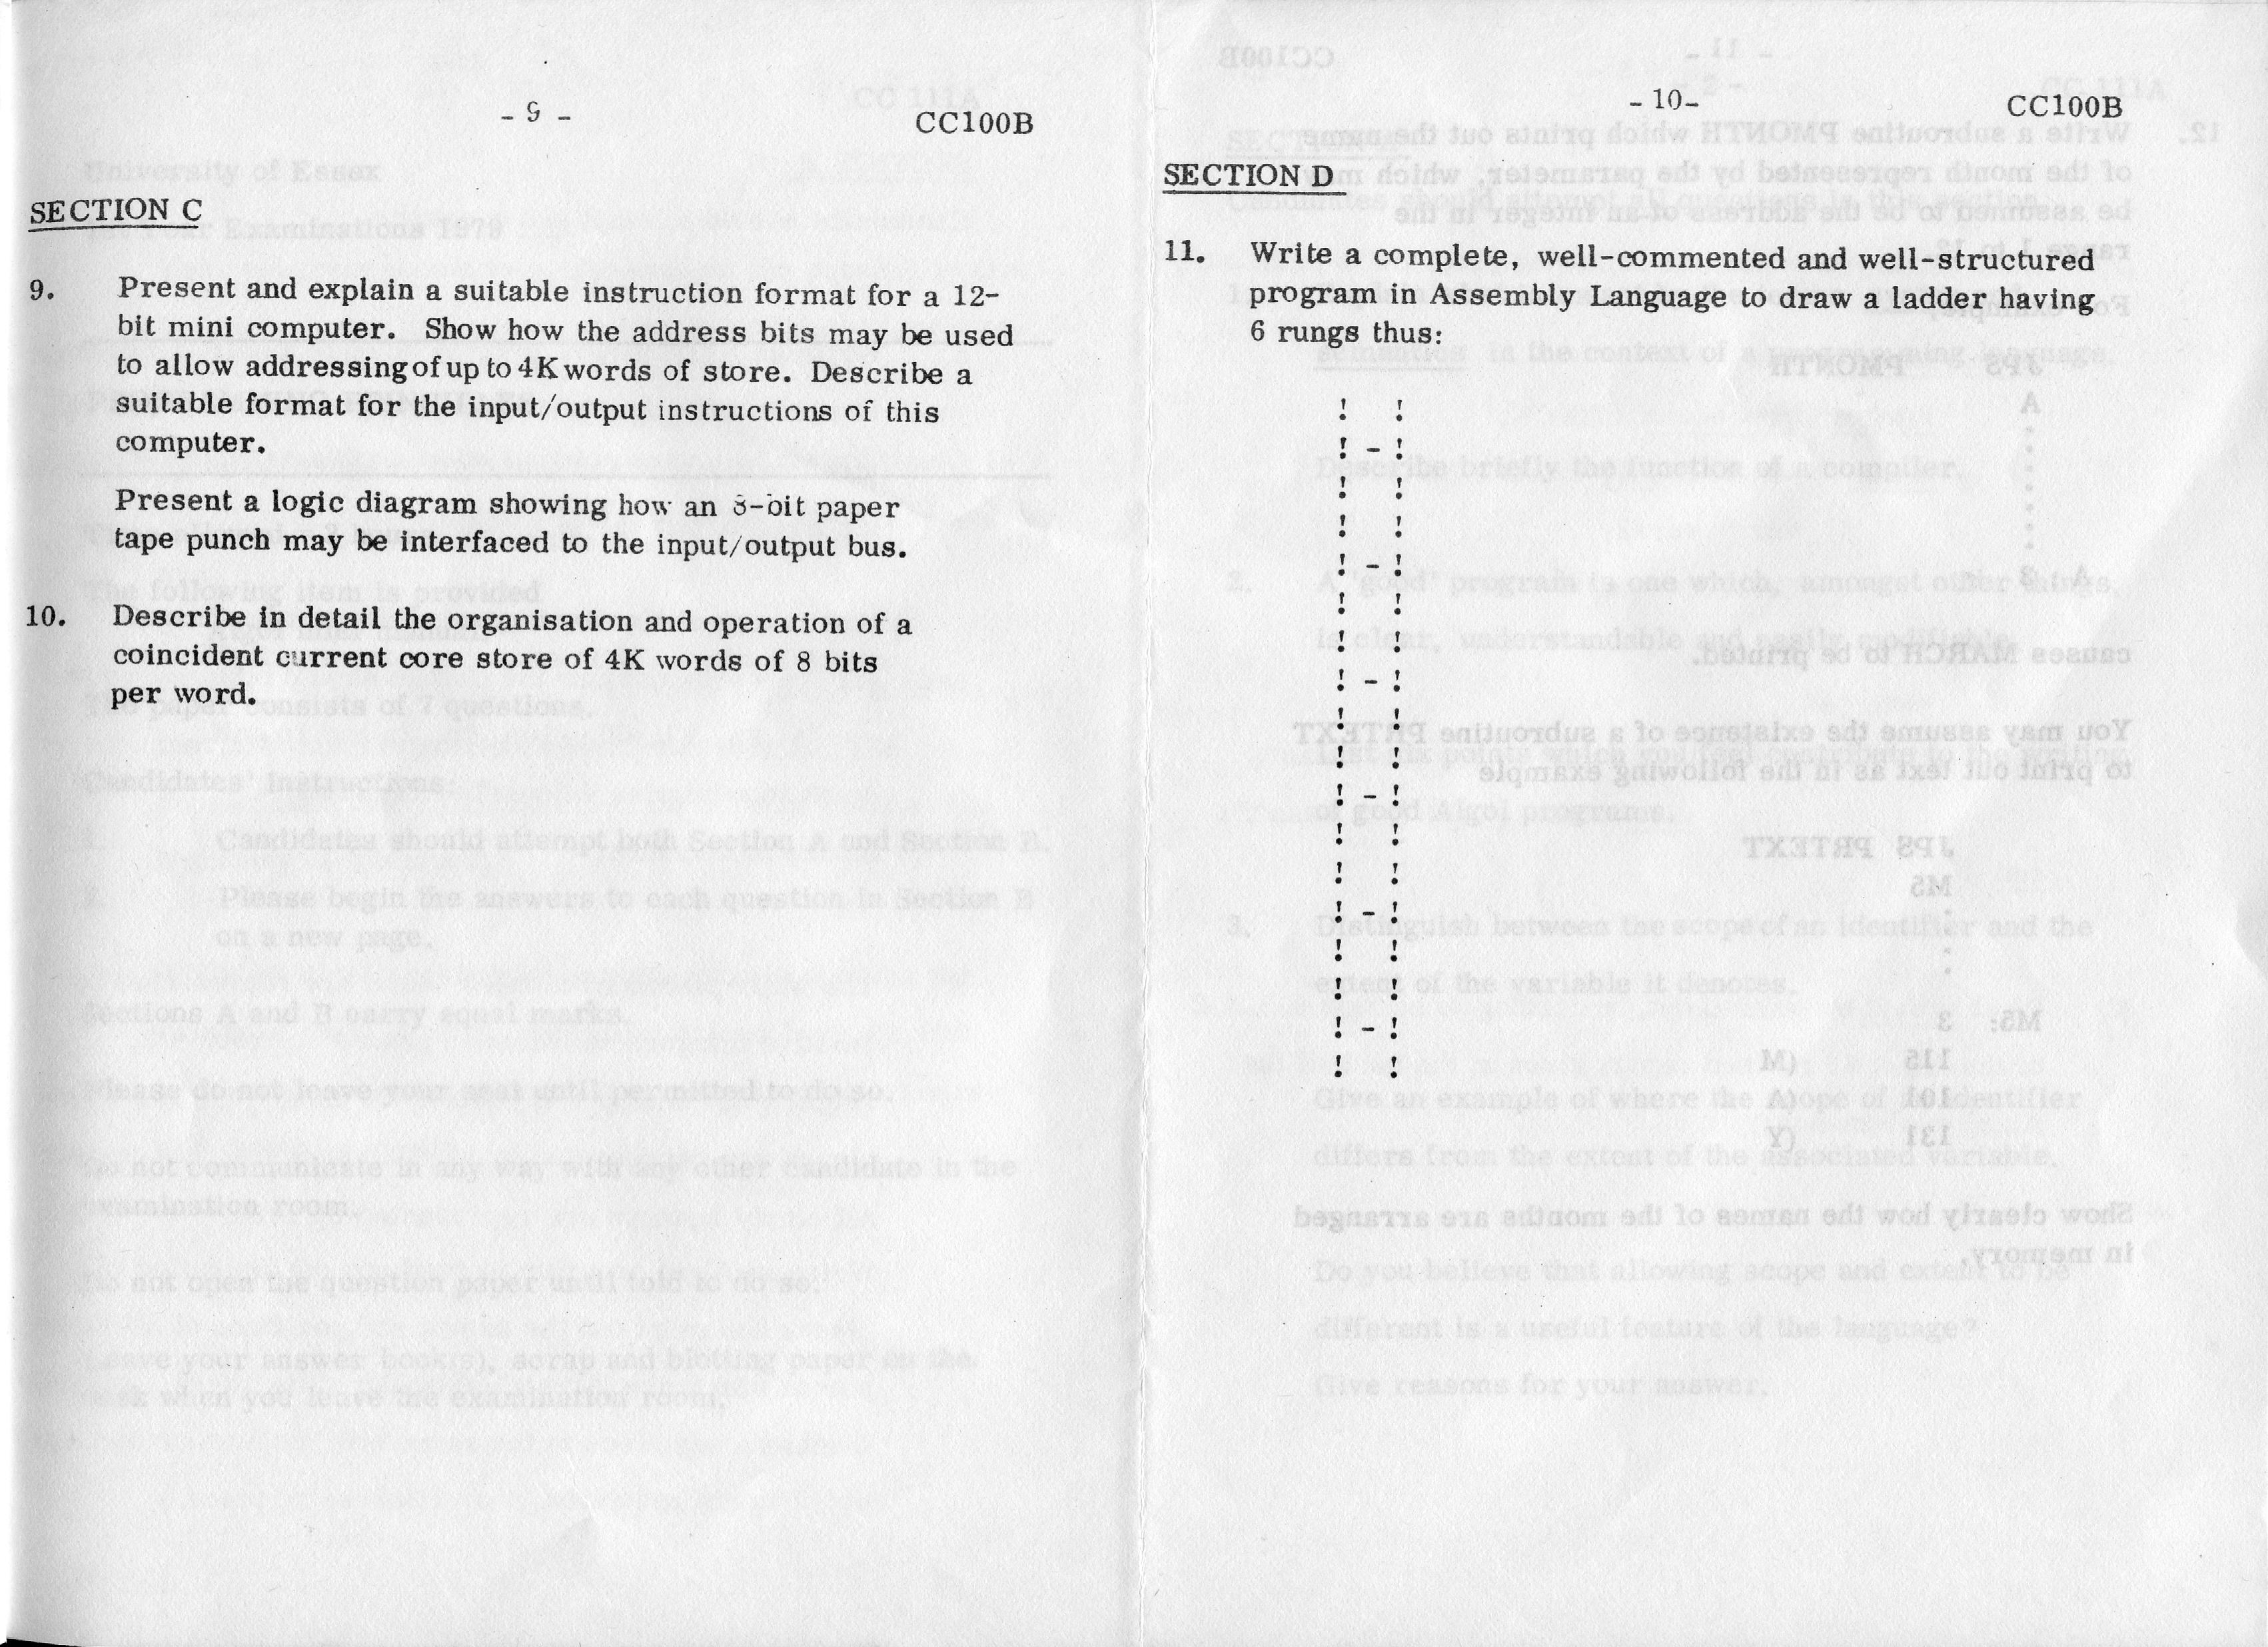 - 9 -
CC100B
SECTION C
9. Present and explain a suitable instruction format for a 12-
bit mini computer. Show how the address bits may be used
to allow addressing of up to 4K words of store. Describe a
suitable format for the input/output instructions of this
computer.
Present a logic diagram showing how an 8-bit paper
tape punch may be interfaced to the input/output bus.
10. Describe in detail the organisation and operation of a
coincident current core store of 4K words of 8 bits
per word.
- 10-
CC100B
SECTION D
11. Write a complete, well-commented and well-structured
program in Assembly Language to draw a ladder having
6 rungs thus:
!   !
! - !
!   !
!   !
! - !
!   !
!   !
! - !
!   !
!   !
! - !
!   !
!   !
! - !
!   !
!   !
! - !
!   !